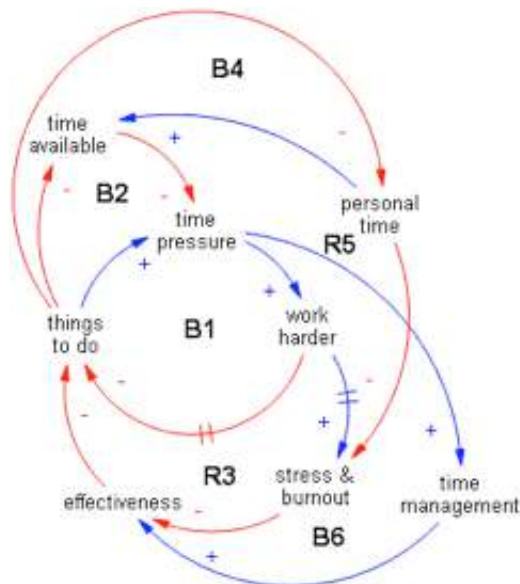 B4
time
available
+
-
B2
-
-
time
pressure
personal
time
R5
+
+
things
to do
B1
work
harder
-
-
-
+
+
R3
stress &
burnout
effectiveness
time
management
-
B6
+